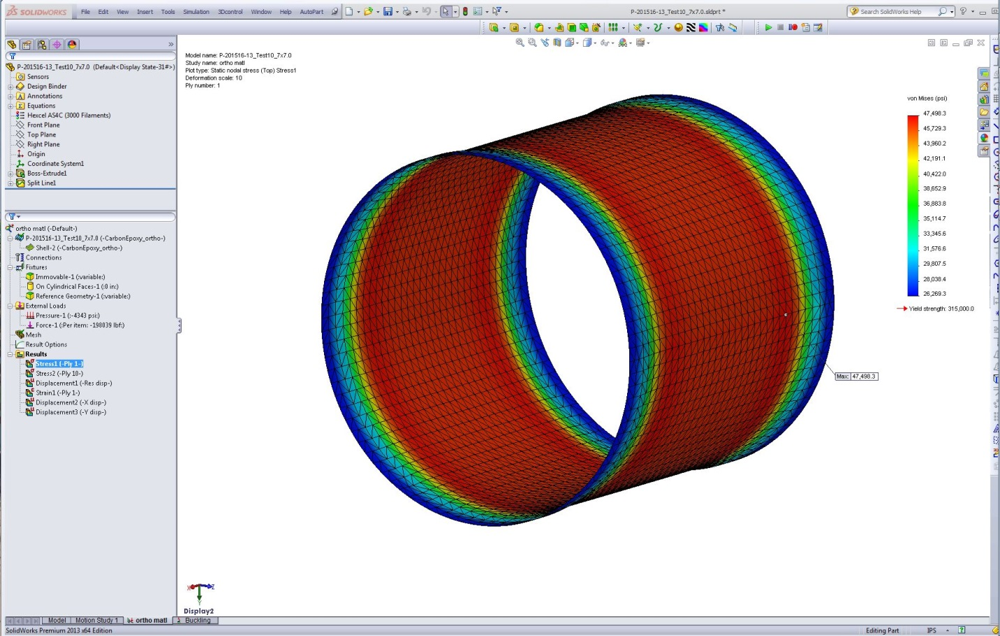 SOLIDWORKS File Edit View Insert Tools Simulation 3Dcontrol Window Help AutoPart
P-201516-13_Test10_7x7.0.sldprt *
Search SolidWorks Help
P-201516-13_Test10_7x7.0 (Default<Display State-31#>)
Sensors
Design Binder
Annotations
Equations
Hexcel AS4C (3000 Filaments)
Front Plane
Top Plane
Right Plane
Origin
Coordinate System1
Boss-Extrude1
Split Line1
ortho matl (-Default-)
P-201516-13_Test10_7x7.0 (-CarbonEpoxy_ortho-)
Shell-2 (-CarbonEpoxy_ortho-)
Connections
Fixtures
Immovable-1 (:variable:)
On Cylindrical Faces-1 (:0 in:)
Reference Geometry-1 (:variable:)
External Loads
Pressure-1 (:-4343 psi:)
Force-1 (:Per item: -198039 lbf:)
Mesh
Result Options
Results
Stress1 (-Ply 1-)
Stress2 (-Ply 10-)
Displacement1 (-Res disp-)
Strain1 (-Ply 1-)
Displacement2 (-X disp-)
Displacement3 (-Y disp-)
Model name: P-201516-13_Test10_7x7.0
Study name: ortho matl
Plot type: Static nodal stress (Top) Stress1
Deformation scale: 10
Ply number: 1
von Mises (psi)
47,498.3
45,729.3
43,960.2
42,191.1
40,422.0
38,652.9
36,883.8
35,114.7
33,345.6
31,576.6
29,807.5
28,038.4
26,269.3
Yield strength: 315,000.0
Max: 47,498.3
X Z
Y
Display2
Model Motion Study 1 ortho matl Buckling
SolidWorks Premium 2013 x64 Edition
Editing Part IPS